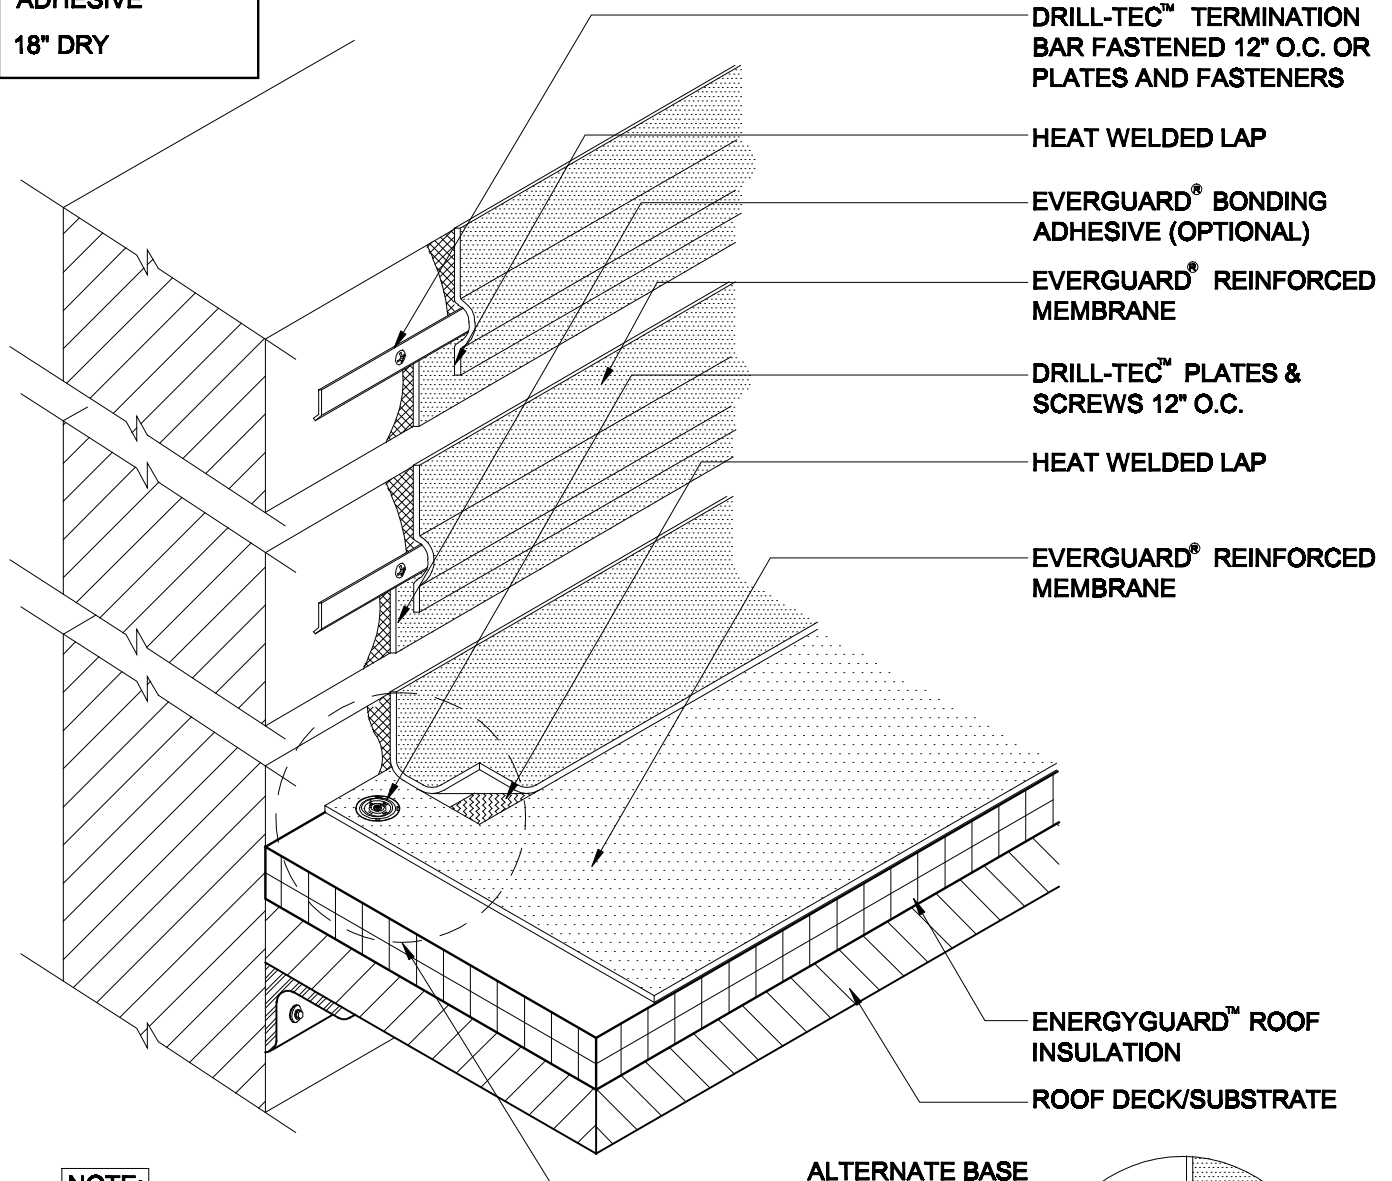 ADHESIVE
18" DRY
DRILL-TEC™ TERMINATION
BAR FASTENED 12" O.C. OR
PLATES AND FASTENERS
HEAT WELDED LAP
EVERGUARD® BONDING
ADHESIVE (OPTIONAL)
EVERGUARD® REINFORCED
MEMBRANE
DRILL-TEC™ PLATES &
SCREWS 12" O.C.
HEAT WELDED LAP
EVERGUARD® REINFORCED
MEMBRANE
ENERGYGUARD™ ROOF
INSULATION
ROOF DECK/SUBSTRATE
NOTE:
ALTERNATE BASE